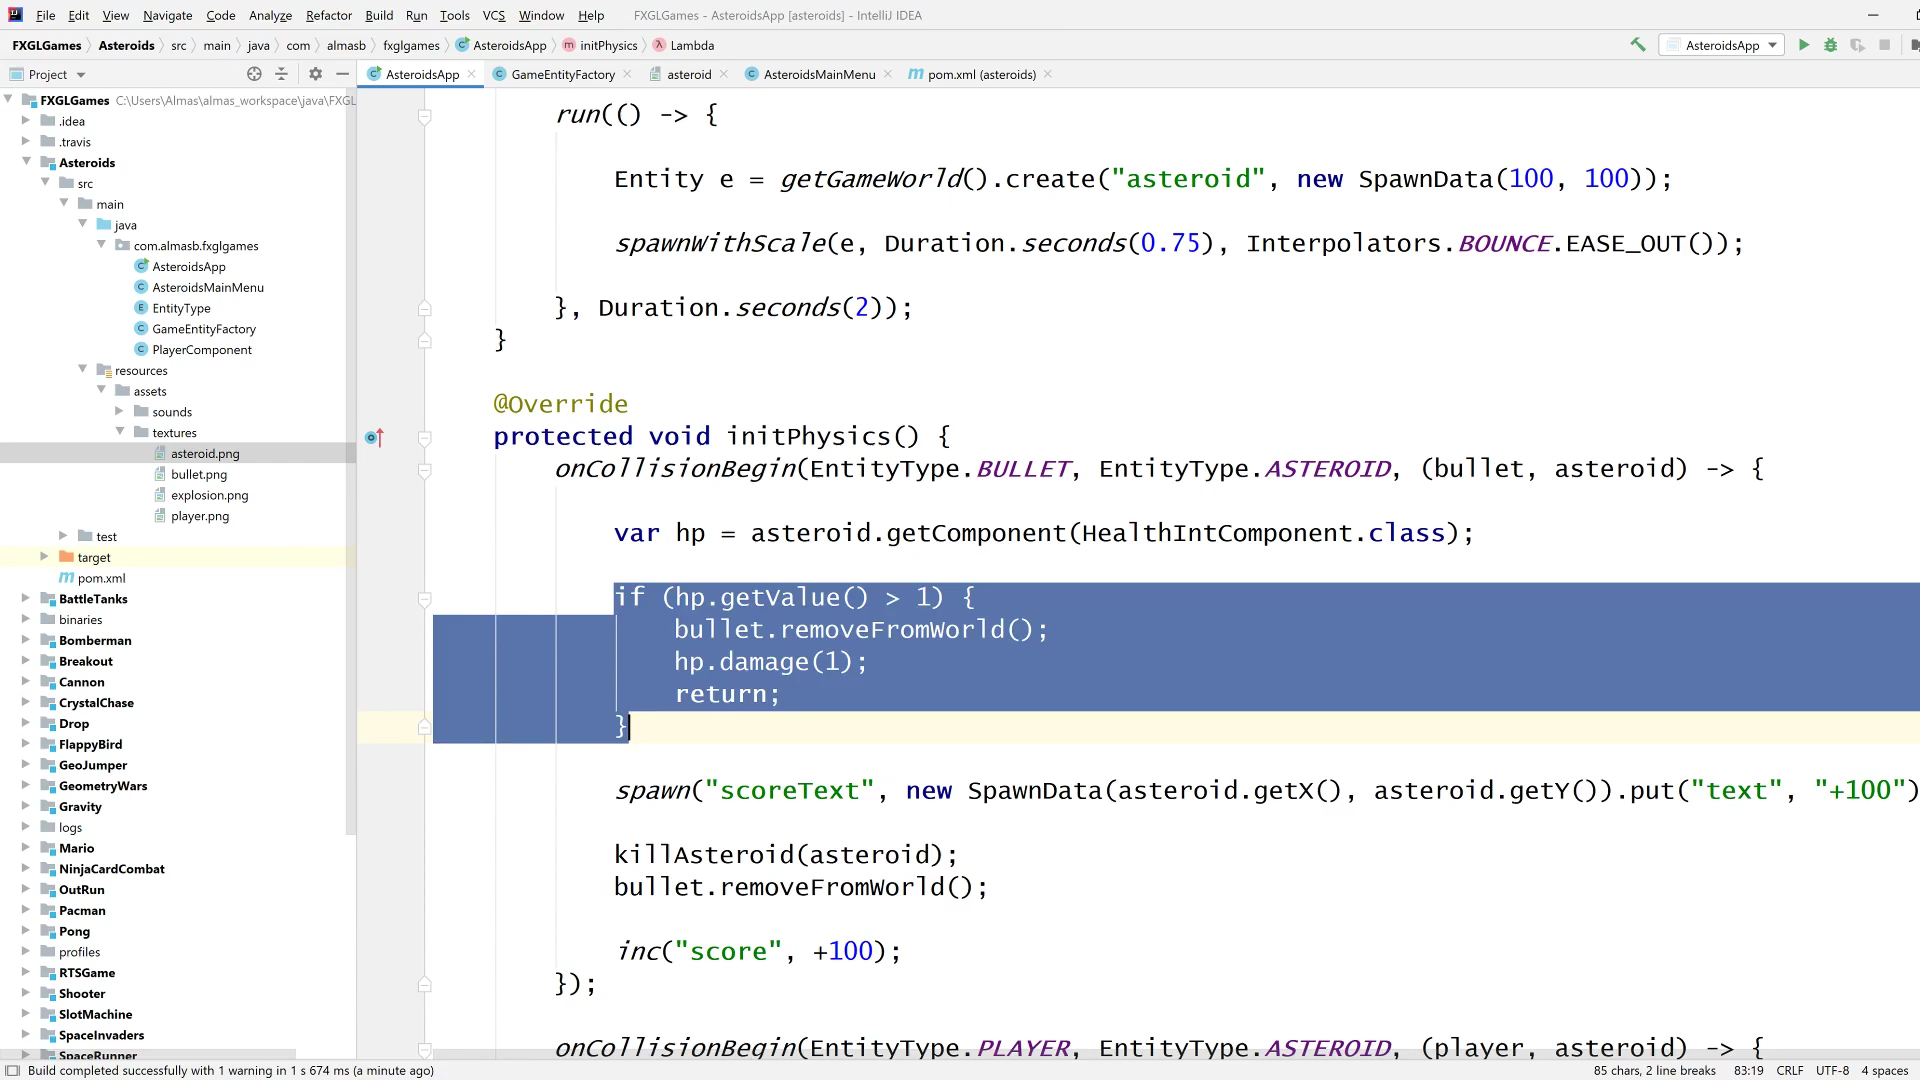 File Edit View Navigate Code Analyze Refactor Build Run Tools VCS Window Help FXGLGames - AsteroidsApp [asteroids] - IntelliJ IDEA
FXGLGames Asteroids src main java com almasb fxglgames AsteroidsApp initPhysics Lambda AsteroidsApp
Project AsteroidsApp GameEntityFactory asteroid AsteroidsMainMenu pom.xml (asteroids)
FXGLGames C:\Users\Almas\almas_workspace\java\FXGL
.idea
.travis
Asteroids
src
main
java
com.almasb.fxglgames
AsteroidsApp
AsteroidsMainMenu
EntityType
GameEntityFactory
PlayerComponent
resources
assets
sounds
textures
asteroid.png
bullet.png
explosion.png
player.png
test
target
pom.xml
BattleTanks
binaries
Bomberman
Breakout
Cannon
CrystalChase
Drop
FlappyBird
GeoJumper
GeometryWars
Gravity
logs
Mario
NinjaCardCombat
OutRun
Pacman
Pong
profiles
RTSGame
Shooter
SlotMachine
SpaceInvaders
SpaceRunner
run(() -> {
Entity e = getGameWorld().create("asteroid", new SpawnData(100, 100));
spawnWithScale(e, Duration.seconds(0.75), Interpolators.BOUNCE.EASE_OUT());
}, Duration.seconds(2));
}
@Override
protected void initPhysics() {
onCollisionBegin(EntityType.BULLET, EntityType.ASTEROID, (bullet, asteroid) -> {
var hp = asteroid.getComponent(HealthIntComponent.class);
if (hp.getValue() > 1) {
bullet.removeFromWorld();
hp.damage(1);
return;
}
spawn("scoreText", new SpawnData(asteroid.getX(), asteroid.getY()).put("text", "+100")
killAsteroid(asteroid);
bullet.removeFromWorld();
inc("score", +100);
});
onCollisionBegin(EntityType.PLAYER, EntityType.ASTEROID, (player, asteroid) -> {
Build completed successfully with 1 warning in 1 s 674 ms (a minute ago) 85 chars, 2 line breaks 83:19 CRLF UTF-8 4 spaces